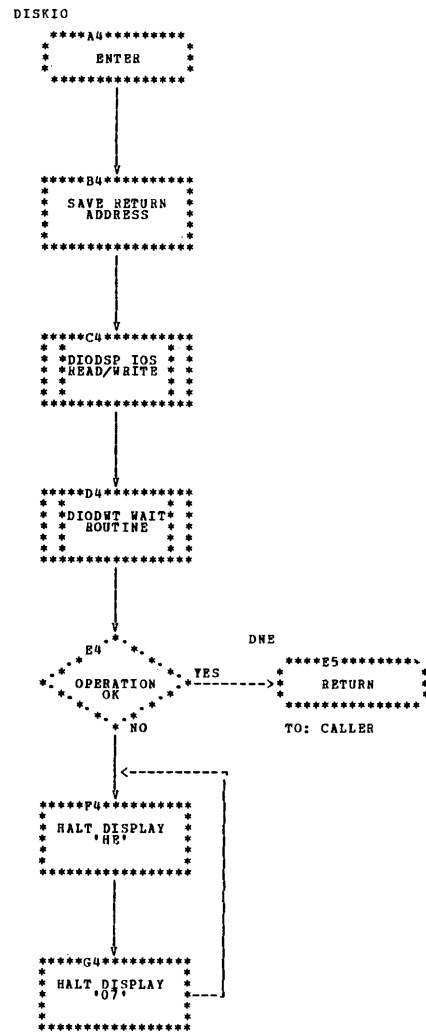 DISKIO
A4
ENTER
B4
SAVE RETURN
ADDRESS
C4
DIODSP IOS
READ/WRITE
D4
DIODWT WAIT
ROUTINE
DNE
E4
E5
YES
OPERATION
OK
RETURN
NO
TO: CALLER
F4
HALT DISPLAY
'HE'
G4
HALT DISPLAY
'07'